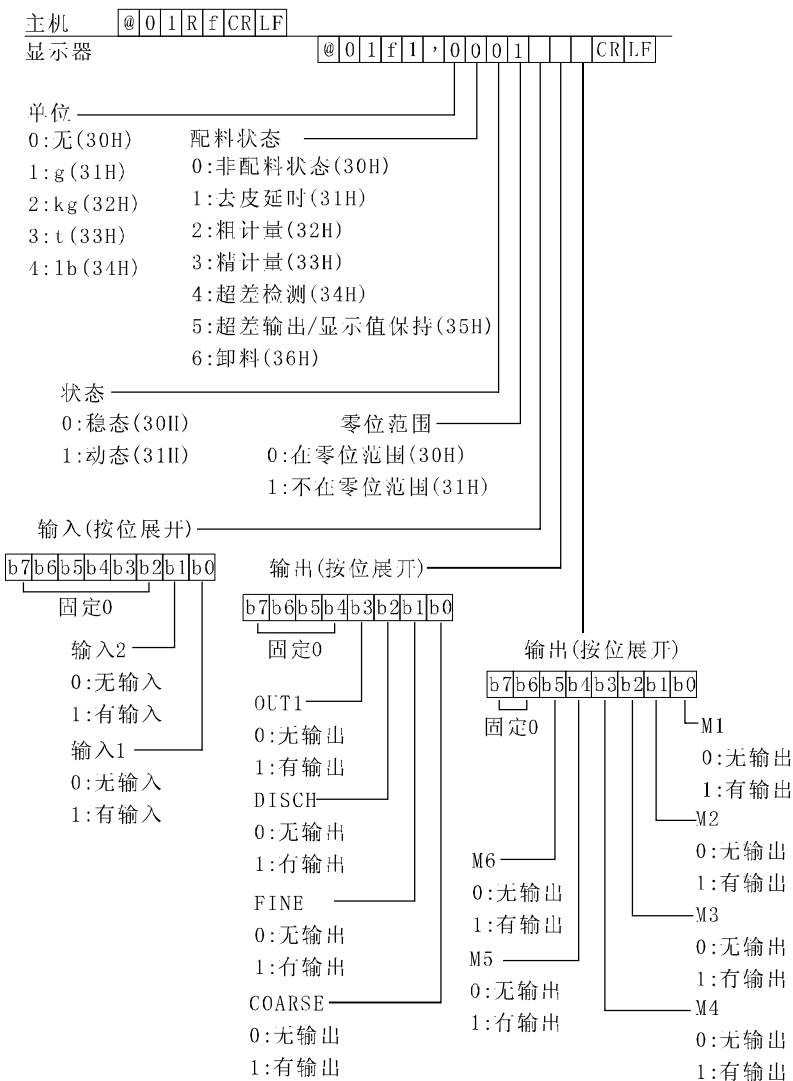 主机 @01RfCRLF
显示器 @01f1,0001 CRLF
单位
0:无(30H)
1:g(31H)
2:kg(32H)
3:t(33H)
4:lb(34H)
配料状态
0:非配料状态(30H)
1:去皮延时(31H)
2:粗计量(32H)
3:精计量(33H)
4:超差检测(34H)
5:超差输出/显示值保持(35H)
6:卸料(36H)
状态
0:稳态(30H)
1:动态(31H)
零位范围
0:在零位范围(30H)
1:不在零位范围(31H)
输入(按位展开)
b7b6b5b4b3b2b1b0
固定0
输入2
0:无输入
1:有输入
输入1
0:无输入
1:有输入
输出(按位展开)
b7b6b5b4b3b2b1b0
固定0
OUT1
0:无输出
1:有输出
DISCH
0:无输出
1:有输出
FINE
0:无输出
1:有输出
COARSE
0:无输出
1:有输出
输出(按位展开)
b7b6b5b4b3b2b1b0
固定0
M1
0:无输出
1:有输出
M2
0:无输出
1:有输出
M3
0:无输出
1:有输出
M4
0:无输出
1:有输出
M6
0:无输出
1:有输出
M5
0:无输出
1:有输出